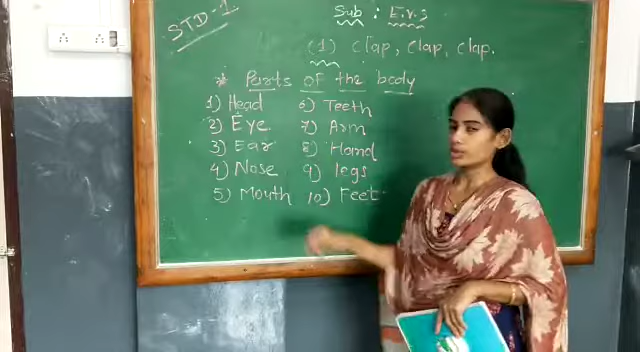 STD-1
Sub : E.v.s
(1) Clap, Clap, Clap.
* Parts of the body
1) Head 6) Teeth
2) Eye. 7) Arm
3) Ear 8) Hand
4) Nose 9) legs
5) Mouth 10) Feet.